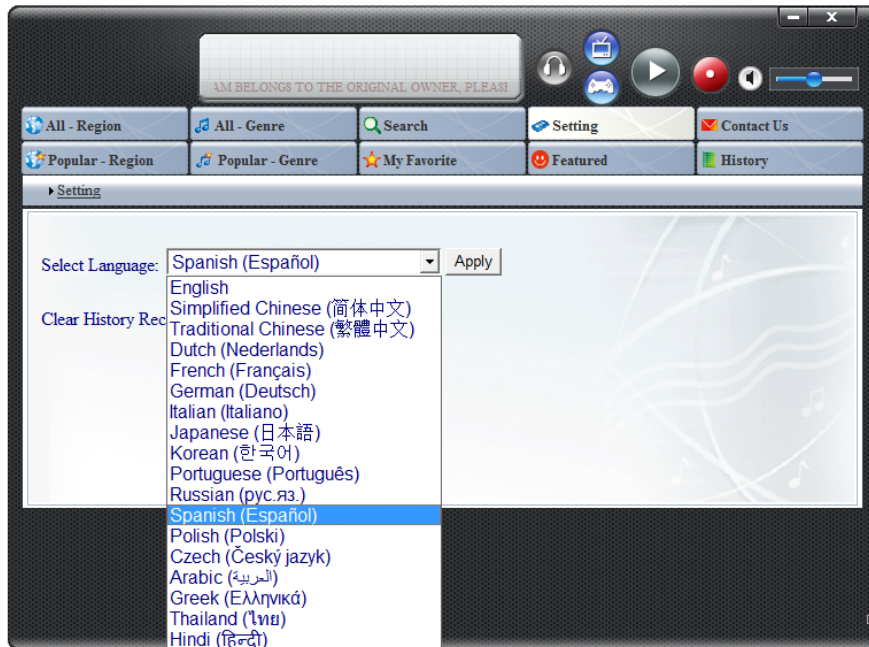 AM BELONGS TO THE ORIGINAL OWNER, PLEAS
All - Region
All - Genre
Search
Setting
Contact Us
Popular - Region
Popular - Genre
My Favorite
Featured
History
Setting
Select Language: Spanish (Español) Apply
English
Simplified Chinese (简体中文)
Clear History Rec
Traditional Chinese (繁體中文)
Dutch (Nederlands)
French (Français)
German (Deutsch)
Italian (Italiano)
Japanese (日本語)
Korean (한국어)
Portuguese (Português)
Russian (рус.яз.)
Spanish (Español)
Polish (Polski)
Czech (Český jazyk)
Arabic (العربية)
Greek (Ελληνικά)
Thailand (ไทย)
Hindi (हिन्दी)